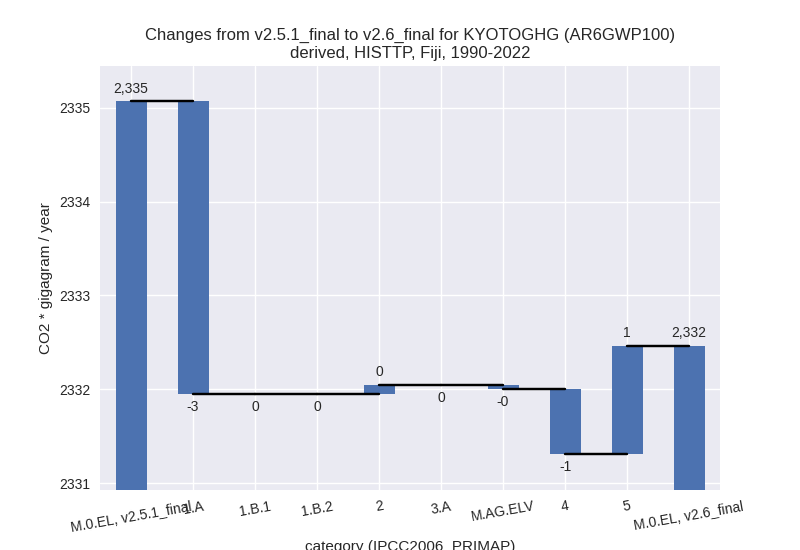 Changes from v2.5.1_final to v2.6_final for KYOTOGHG (AR6GWP100)
derived, HISTTP, Fiji, 1990-2022
CO2 * gigagram / year
2335
2334
2333
2332
2331
2,335
-3
0
0
0
0
-0
-1
1
2,332
M.0.EL, v2.5.1_final
1.A
1.B.1
1.B.2
2
3.A
M.AG.ELV
4
5
M.0.EL, v2.6_final
category (IPCC2006_PRIMAP)